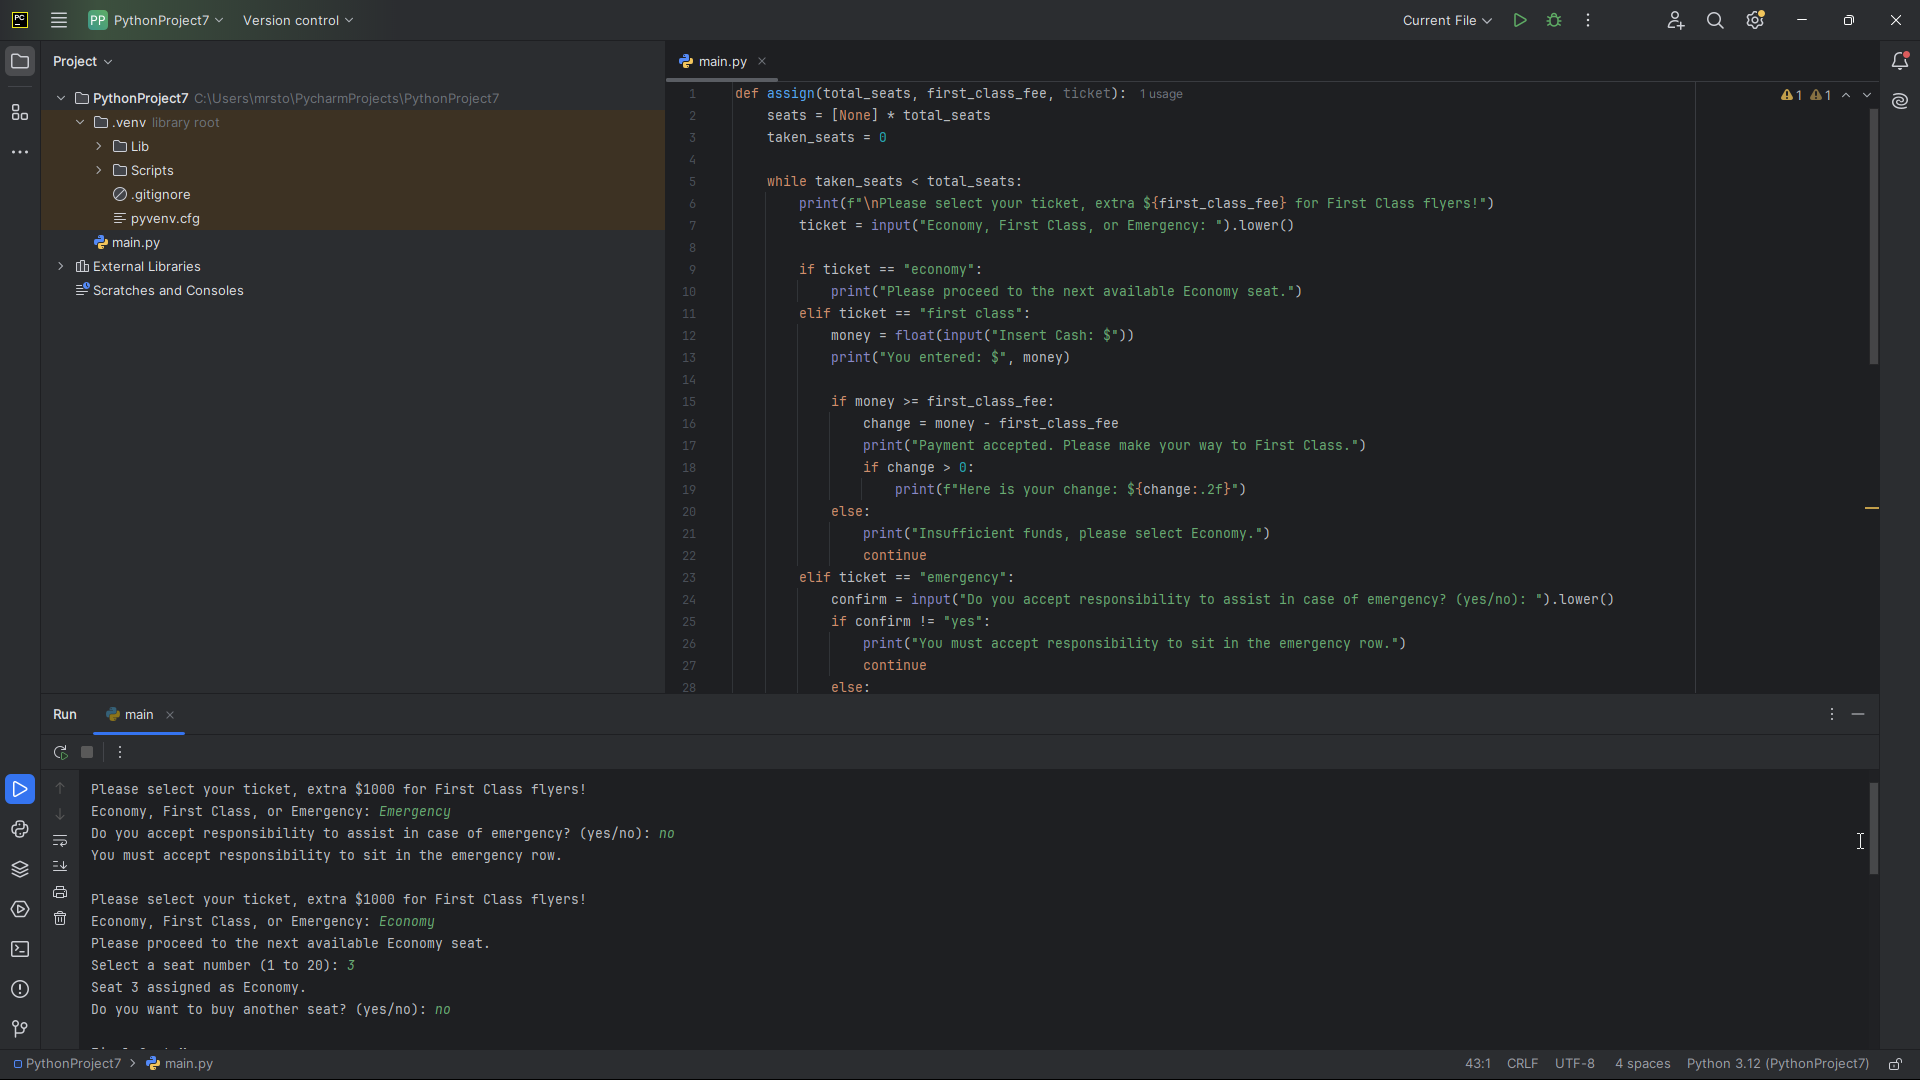 PC
PP PythonProject7 Version control Current File
Project
PythonProject7 C:\Users\mrsto\PycharmProjects\PythonProject7
.venv library root
Lib
Scripts
.gitignore
pyvenv.cfg
main.py
External Libraries
Scratches and Consoles
main.py
1 1
1 def assign(total_seats, first_class_fee, ticket): 1 usage
2 seats = [None] * total_seats
3 taken_seats = 0
4
5 while taken_seats < total_seats:
6 print(f"\nPlease select your ticket, extra ${first_class_fee} for First Class flyers!")
7 ticket = input("Economy, First Class, or Emergency: ").lower()
8
9 if ticket == "economy":
10 print("Please proceed to the next available Economy seat.")
11 elif ticket == "first class":
12 money = float(input("Insert Cash: $"))
13 print("You entered: $", money)
14
15 if money >= first_class_fee:
16 change = money - first_class_fee
17 print("Payment accepted. Please make your way to First Class.")
18 if change > 0:
19 print(f"Here is your change: ${change:.2f}")
20 else:
21 print("Insufficient funds, please select Economy.")
22 continue
23 elif ticket == "emergency":
24 confirm = input("Do you accept responsibility to assist in case of emergency? (yes/no): ").lower()
25 if confirm != "yes":
26 print("You must accept responsibility to sit in the emergency row.")
27 continue
28 else:
Run main
Please select your ticket, extra $1000 for First Class flyers!
Economy, First Class, or Emergency: Emergency
Do you accept responsibility to assist in case of emergency? (yes/no): no
You must accept responsibility to sit in the emergency row.
Please select your ticket, extra $1000 for First Class flyers!
Economy, First Class, or Emergency: Economy
Please proceed to the next available Economy seat.
Select a seat number (1 to 20): 3
Seat 3 assigned as Economy.
Do you want to buy another seat? (yes/no): no
PythonProject7 > main.py 43:1 CRLF UTF-8 4 spaces Python 3.12 (PythonProject7)